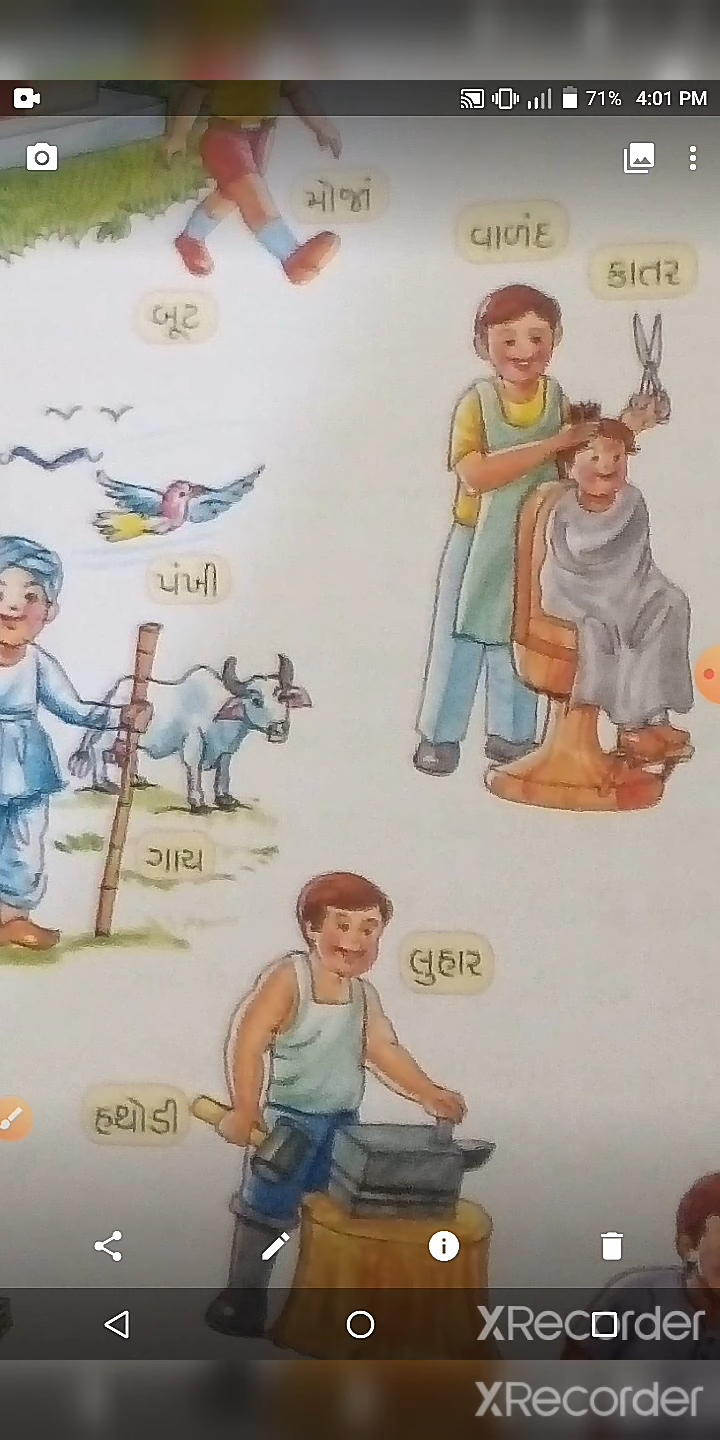 71% 4:01 PM
મોજાં
વાળંદ
કાતર
બૂટ
પંખી
ગાય
લુહાર
હથોડી
XRecorder
XRecorder